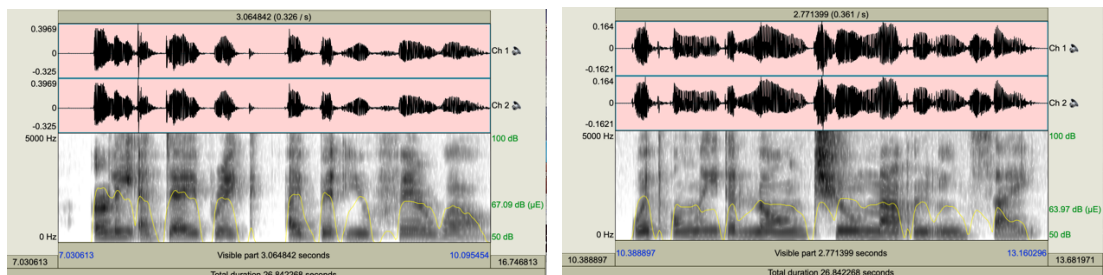 3.064842 (0.326 / s)
0.3969
0
-0.325
Ch 1
0.3969
0
-0.325
Ch 2
5000 Hz
100 dB
67.09 dB (µE)
0 Hz
50 dB
7.030613
Visible part 3.064842 seconds
10.095454
7.030613
16.746813
Total duration 26.842268 seconds
2.771399 (0.361 / s)
0.164
0
-0.1621
Ch 1
0.164
0
-0.1621
Ch 2
5000 Hz
100 dB
63.97 dB (µE)
0 Hz
50 dB
10.388897
Visible part 2.771399 seconds
13.160296
10.388897
13.681971
Total duration 26.842268 seconds